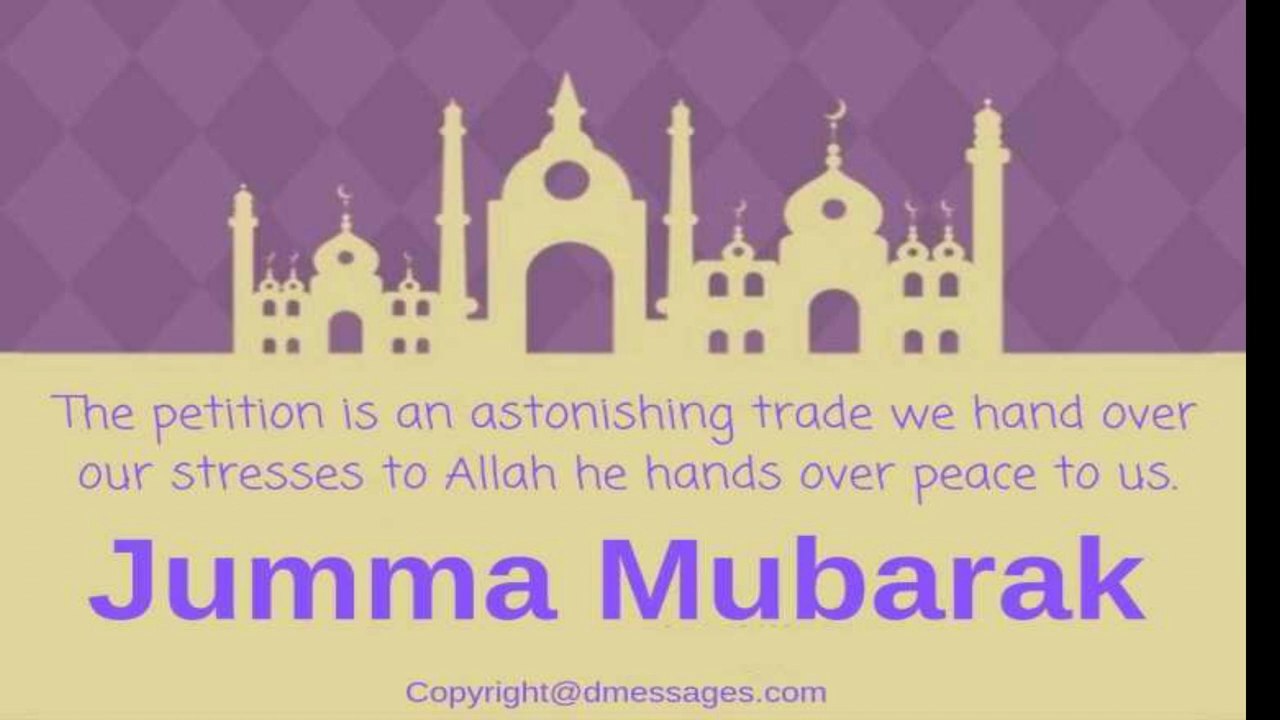 The petition is an astonishing trade we hand over
our stresses to Allah he hands over peace to us.
Jumma Mubarak
Copyright@dmessages.com